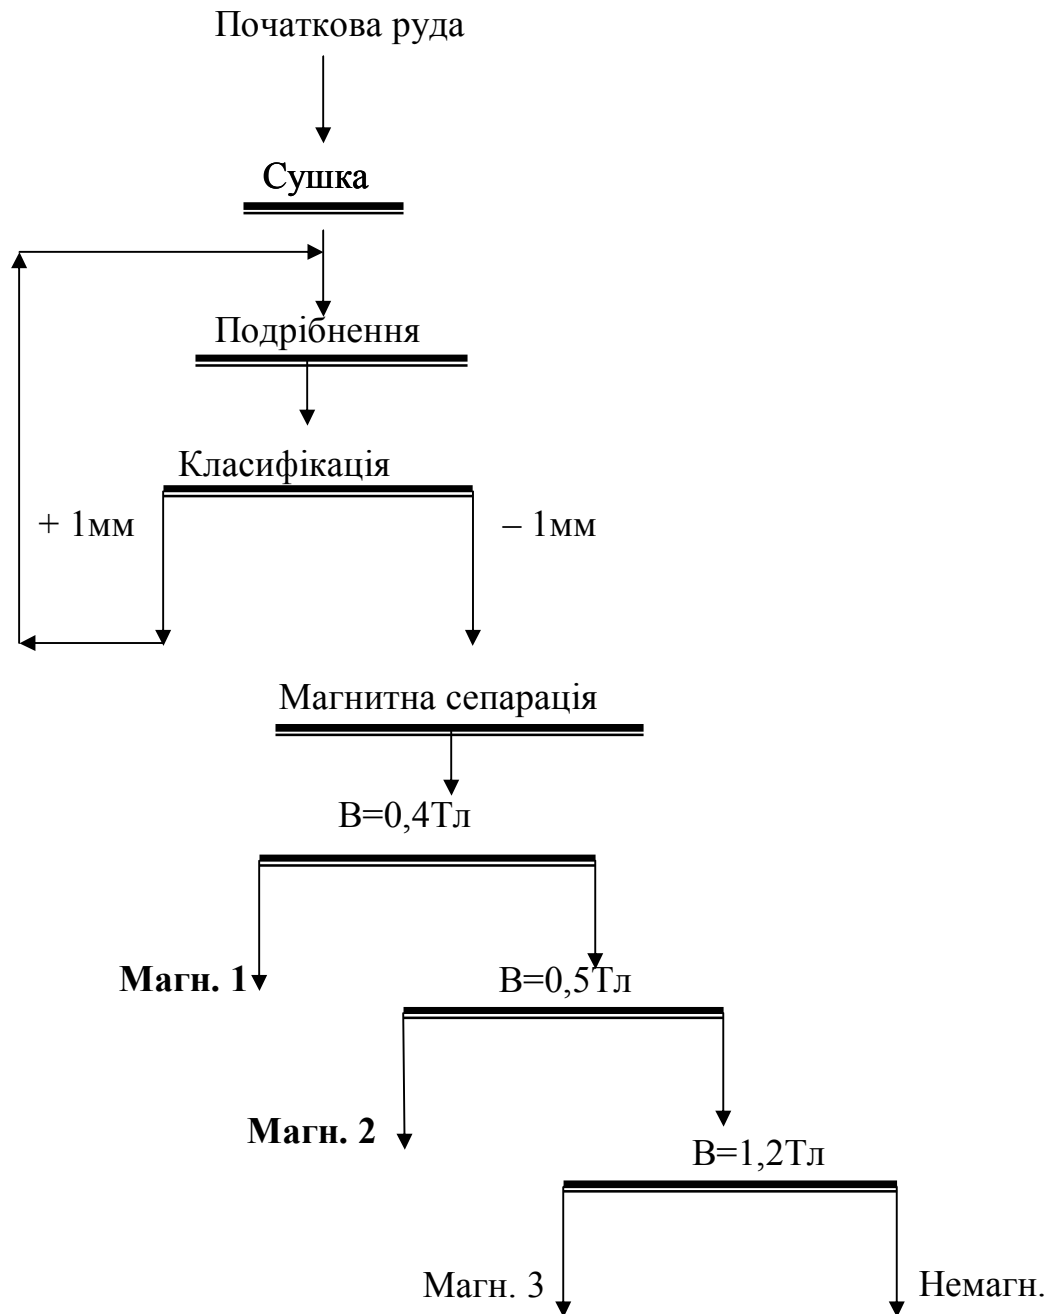 Початкова руда
Сушка
Подрібнення
Класифікація
+ 1мм
– 1мм
Магнитна сепарація
В=0,4Тл
Магн. 1
В=0,5Тл
Магн. 2
В=1,2Тл
Магн. 3
Немагн.